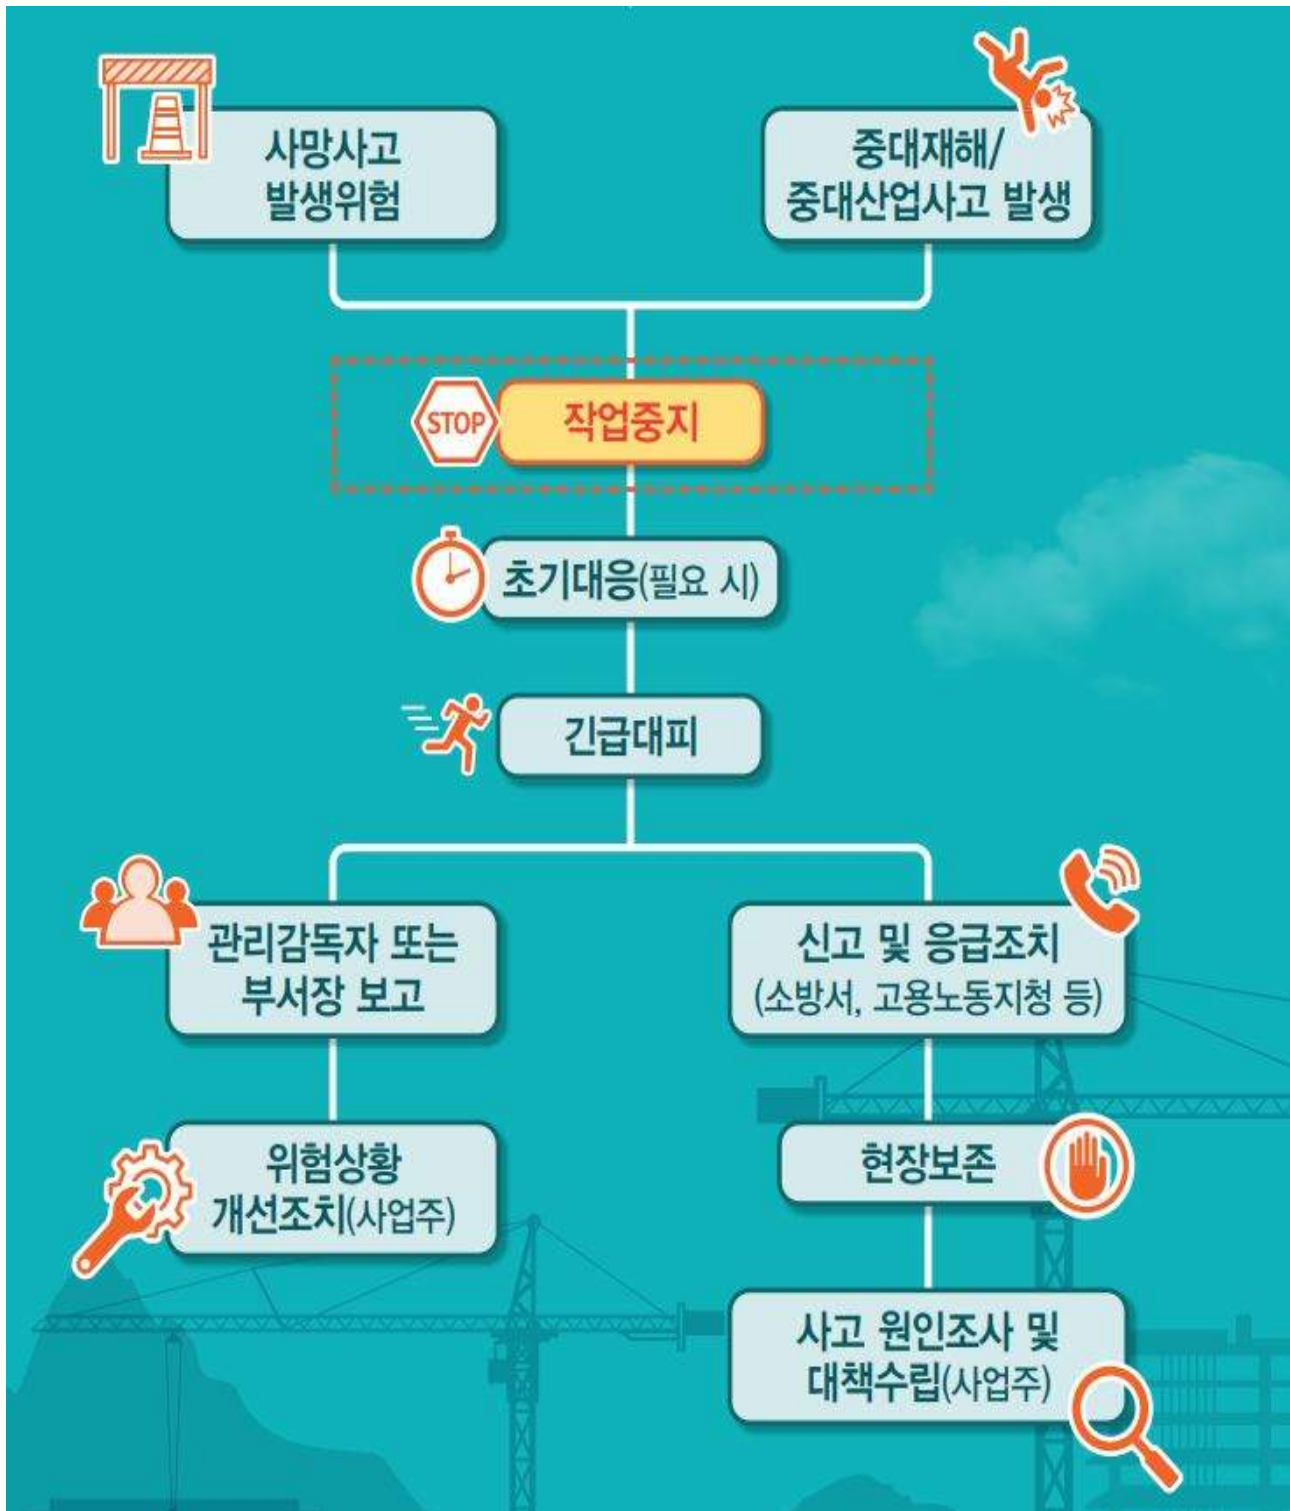 사망사고
발생위험
중대재해/
중대산업사고 발생
STOP
작업중지
초기대응(필요 시)
긴급대피
관리감독자 또는
부서장 보고
신고 및 응급조치
(소방서, 고용노동지청 등)
위험상황
개선조치(사업주)
현장보존
사고 원인조사 및
대책수립(사업주)